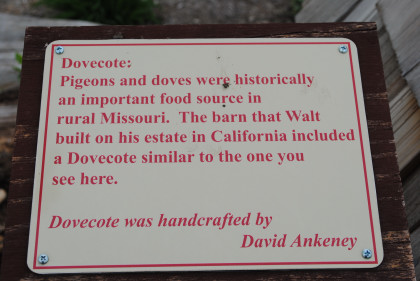 Dovecote:
Pigeons and doves were historically
an important food source in
rural Missouri. The barn that Walt
built on his estate in California included
a Dovecote similar to the one you
see here.
Dovecote was handcrafted by
David Ankeney